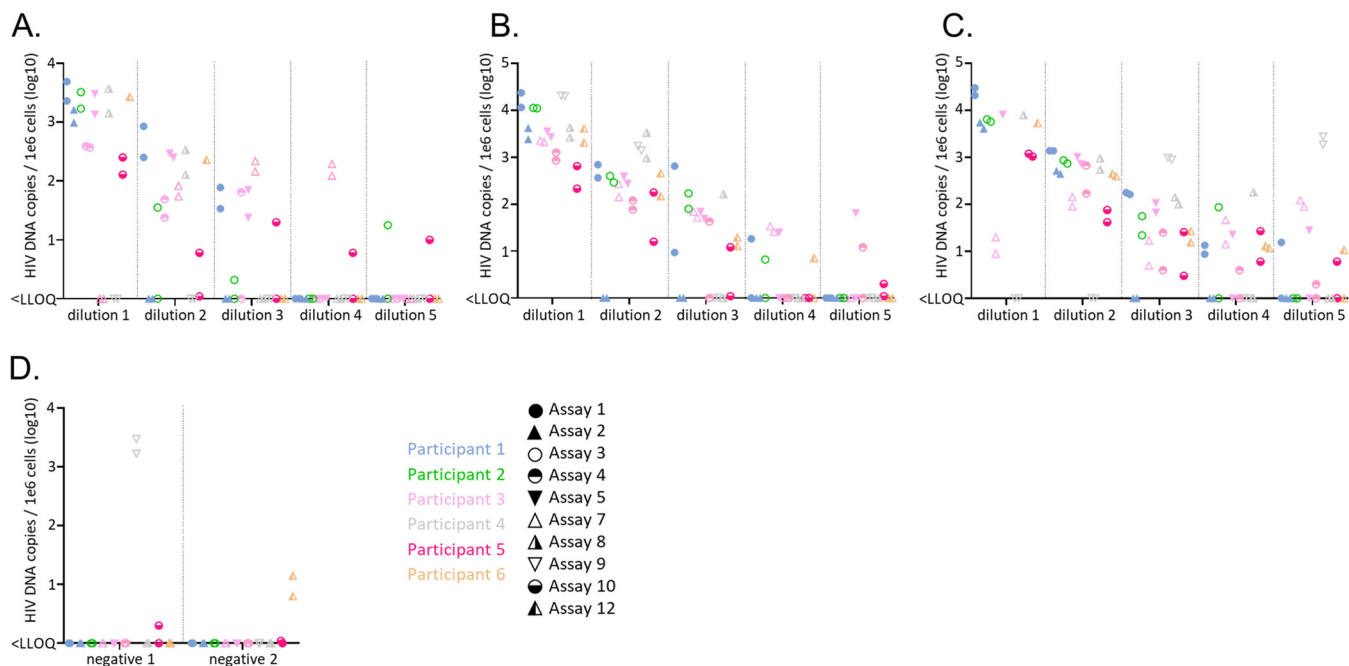 A.
HIV DNA copies / 1e6 cells (log10)
4
3
2
1
<LLOQ
dilution 1 dilution 2 dilution 3 dilution 4 dilution 5
B.
HIV DNA copies / 1e6 cells (log10)
5
4
3
2
1
<LLOQ
dilution 1 dilution 2 dilution 3 dilution 4 dilution 5
C.
HIV DNA copies / 1e6 cells (log10)
5
4
3
2
1
<LLOQ
dilution 1 dilution 2 dilution 3 dilution 4 dilution 5
D.
HIV DNA copies / 1e6 cells (log10)
4
3
2
1
<LLOQ
negative 1 negative 2
Participant 1
Participant 2
Participant 3
Participant 4
Participant 5
Participant 6
Assay 1
Assay 2
Assay 3
Assay 4
Assay 5
Assay 7
Assay 8
Assay 9
Assay 10
Assay 12